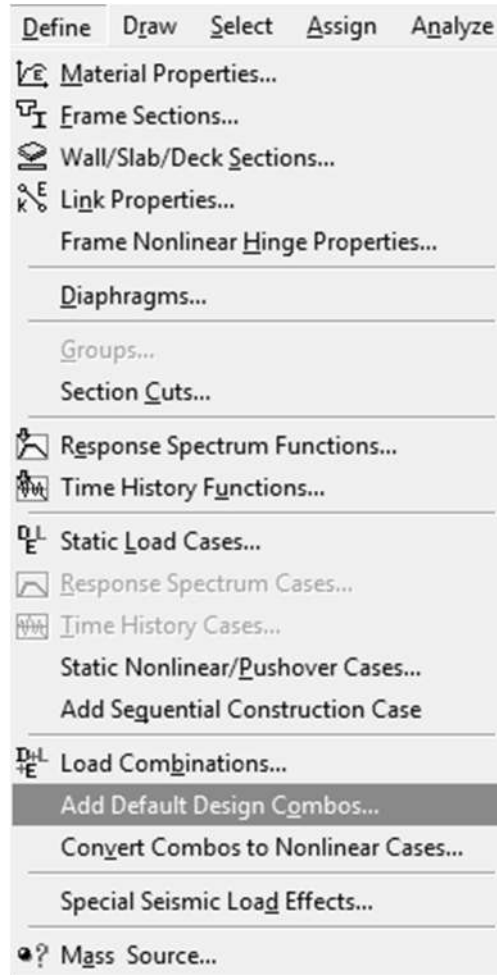 Define Draw Select Assign Analyze
Material Properties...
Frame Sections...
Wall/Slab/Deck Sections...
Link Properties...
Frame Nonlinear Hinge Properties...
Diaphragms...
Groups...
Section Cuts...
Response Spectrum Functions...
Time History Functions...
Static Load Cases...
Response Spectrum Cases...
Time History Cases...
Static Nonlinear/Pushover Cases...
Add Sequential Construction Case
Load Combinations...
Add Default Design Combos...
Convert Combos to Nonlinear Cases...
Special Seismic Load Effects...
Mass Source...